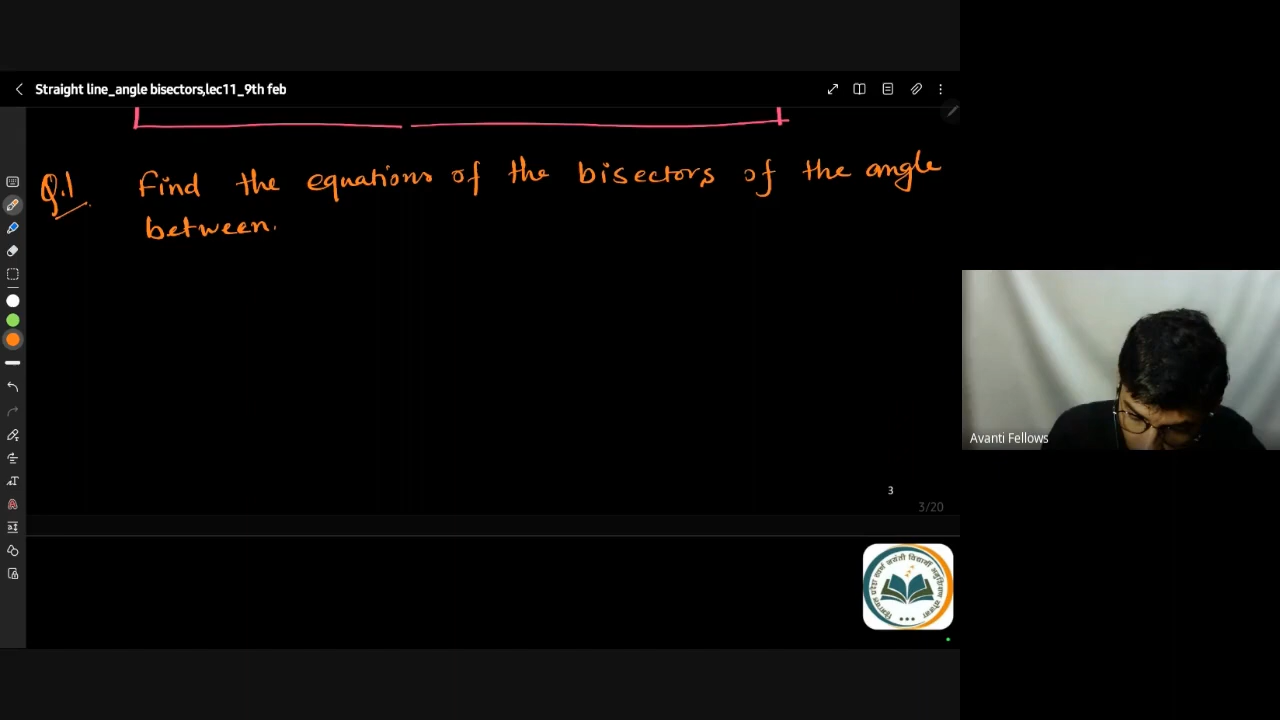 Straight line_angle bisectors,lec11_9th feb
Q.1 Find the equations of the bisectors of the angle
between.
Avanti Fellows
3
3/20